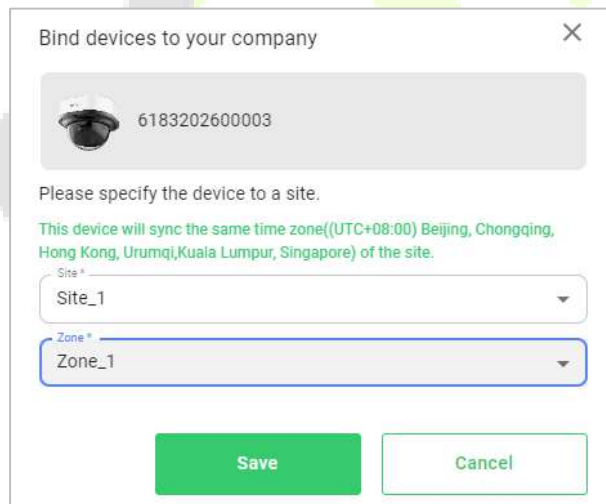 Bind devices to your company
6183202600003
Please specify the device to a site.
This device will sync the same time zone((UTC+08:00) Beijing, Chongqing,
Hong Kong, Urumqi,Kuala Lumpur, Singapore) of the site.
Site *
Site_1
Zone *
Zone_1
Save
Cancel